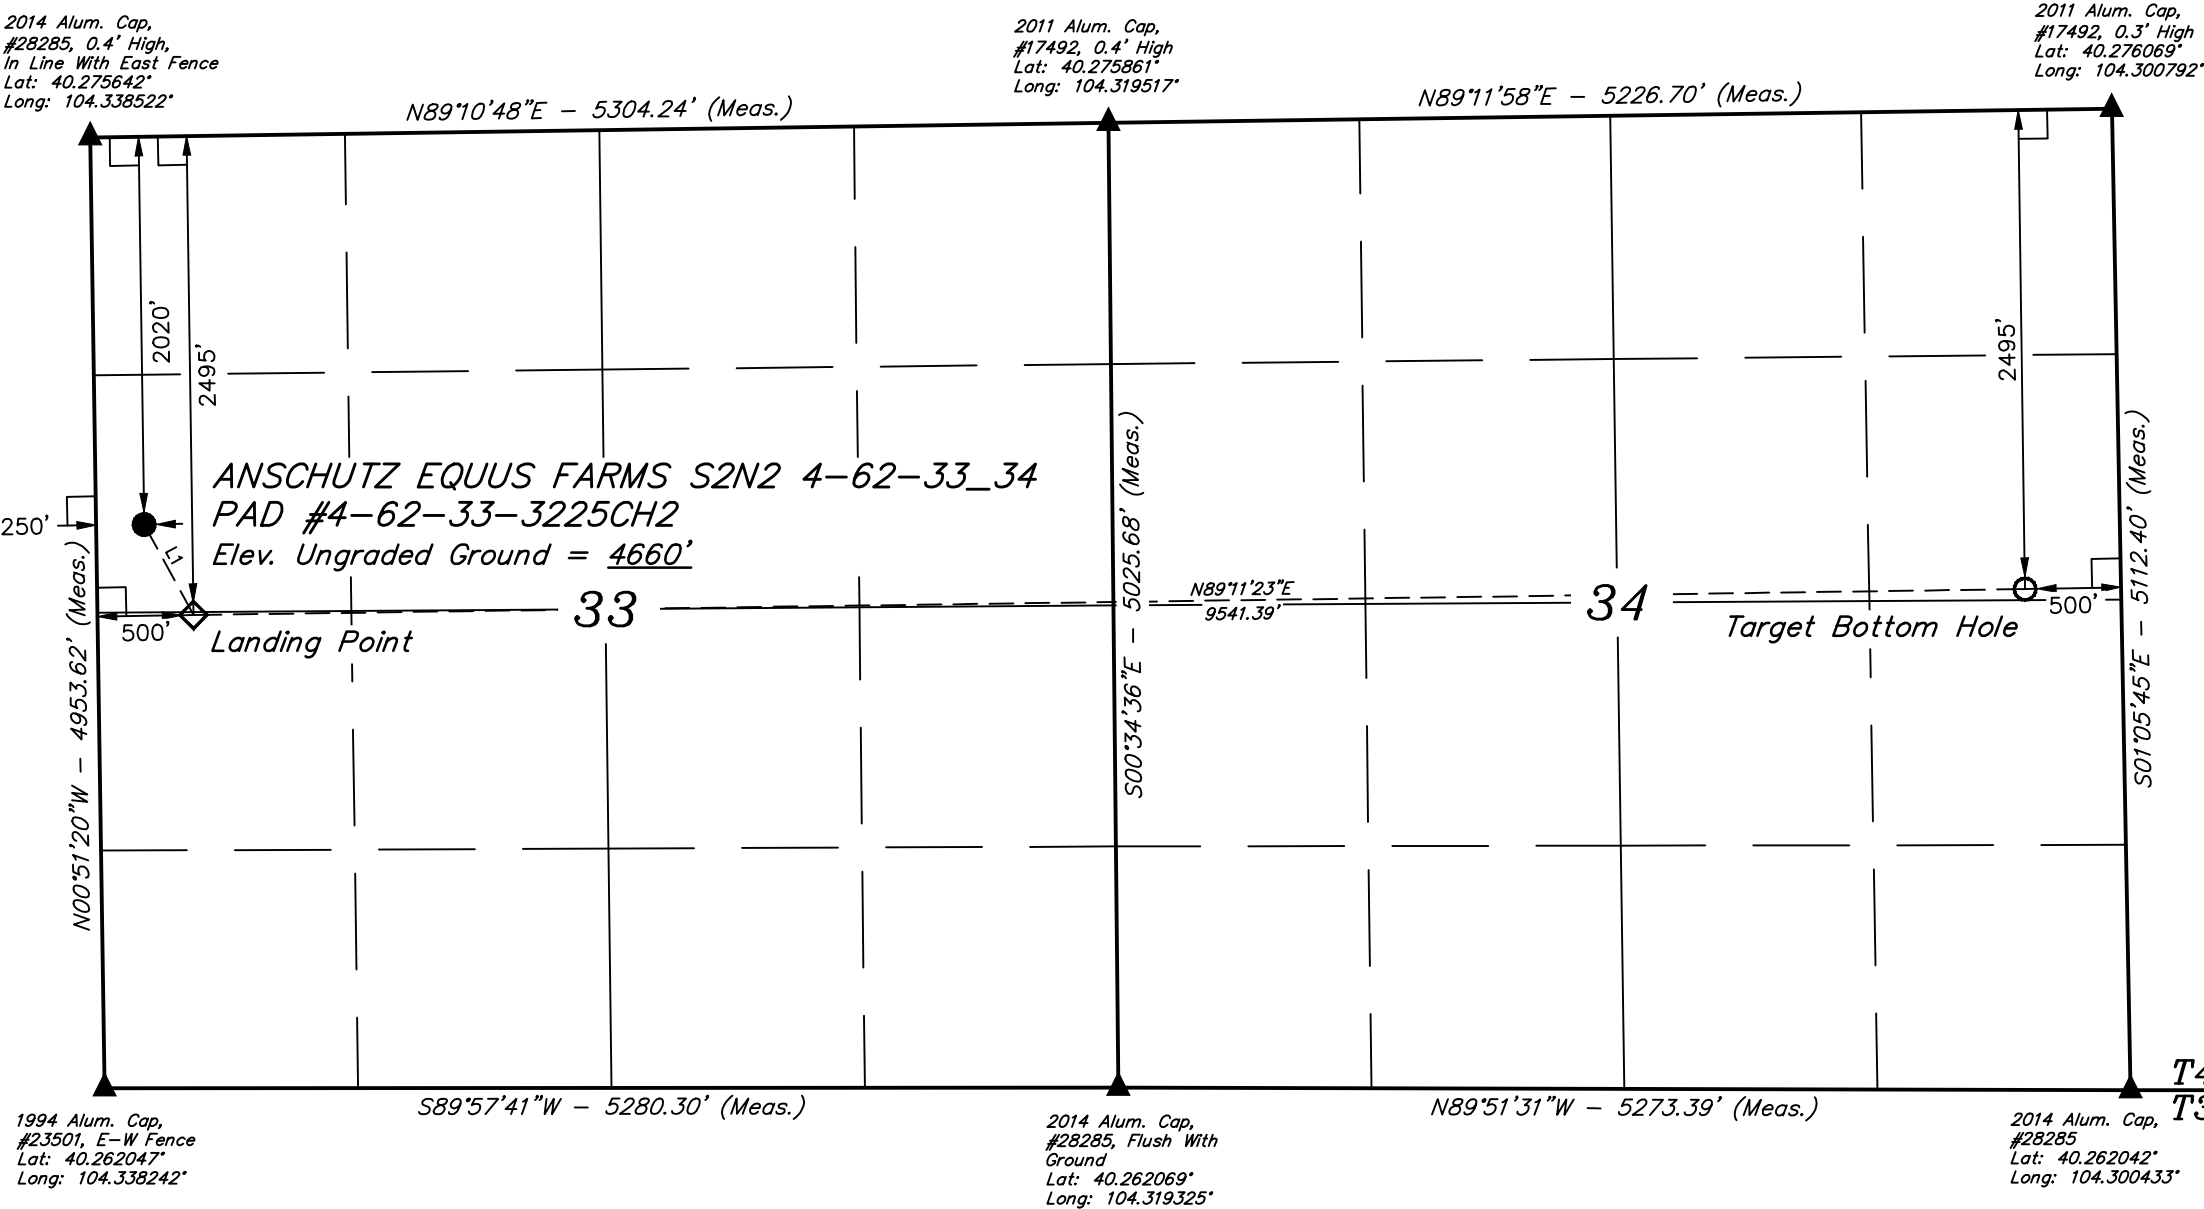 2014 Alum. Cap,
#28285, 0.4' High,
In Line With East Fence
Lat: 40.275642°
Long: 104.338522°
2011 Alum. Cap,
#17492, 0.4' High
Lat: 40.275861°
Long: 104.319517°
2011 Alum. Cap,
#17492, 0.3' High
Lat: 40.276069°
Long: 104.300792°
N89°10'48"E - 5304.24' (Meas.)
N89°11'58"E - 5226.70' (Meas.)
2020'
2495'
2495'
ANSCHUTZ EQUUS FARMS S2N2 4-62-33_34
PAD #4-62-33-3225CH2
Elev. Ungraded Ground = 4660'
250'
L1
500'
Landing Point
33
N89°11'23"E
9541.39'
34
Target Bottom Hole
500'
N00°51'20"W - 4953.62' (Meas.)
S00°34'36"E - 5025.68' (Meas.)
S01°05'45"E - 5112.40' (Meas.)
S89°57'41"W - 5280.30' (Meas.)
N89°51'31"W - 5273.39' (Meas.)
T4
T3
1994 Alum. Cap,
#23501, E-W Fence
Lat: 40.262047°
Long: 104.338242°
2014 Alum. Cap,
#28285, Flush With
Ground
Lat: 40.262069°
Long: 104.319325°
2014 Alum. Cap,
#28285
Lat: 40.262042°
Long: 104.300433°